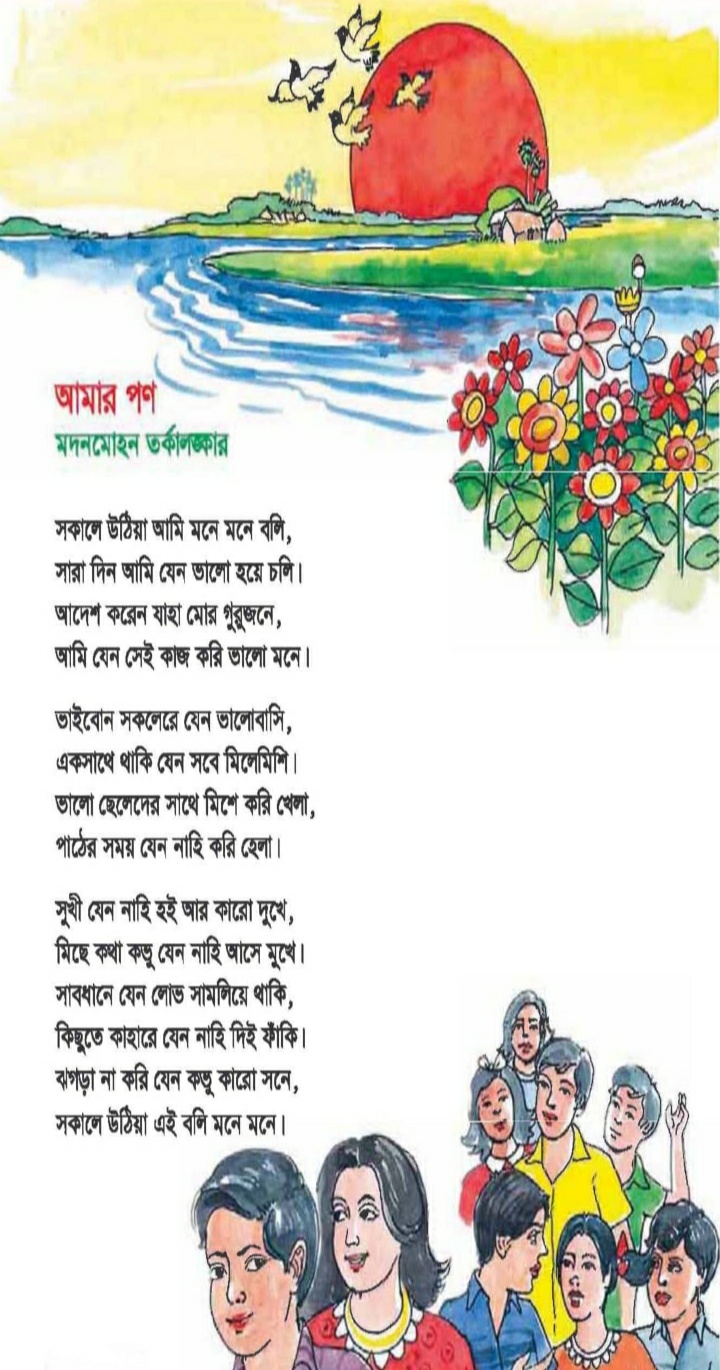 আমার পণ
মদনমোহন তর্কালঙ্কার
সকালে উঠিয়া আমি মনে মনে বলি,
সারা দিন আমি যেন ভালো হয়ে চলি।
আদেশ করেন যাহা মোর গুরুজনে,
আমি যেন সেই কাজ করি ভালো মনে।
ভাইবোন সকলেরে যেন ভালোবাসি,
একসাথে থাকি যেন সবে মিলেমিশি।
ভালো ছেলেদের সাথে মিশে করি খেলা,
পাঠের সময় যেন নাহি করি হেলা।
সুখী যেন নাহি হই আর কারো দুখে,
মিছে কথা কভু যেন নাহি আসে মুখে।
সাবধানে যেন লোভ সামলিয়ে থাকি,
কিছুতে কাহারে যেন নাহি দিই ফাঁকি।
ঝগড়া না করি যেন কভু কারো সনে,
সকালে উঠিয়া এই বলি মনে মনে।